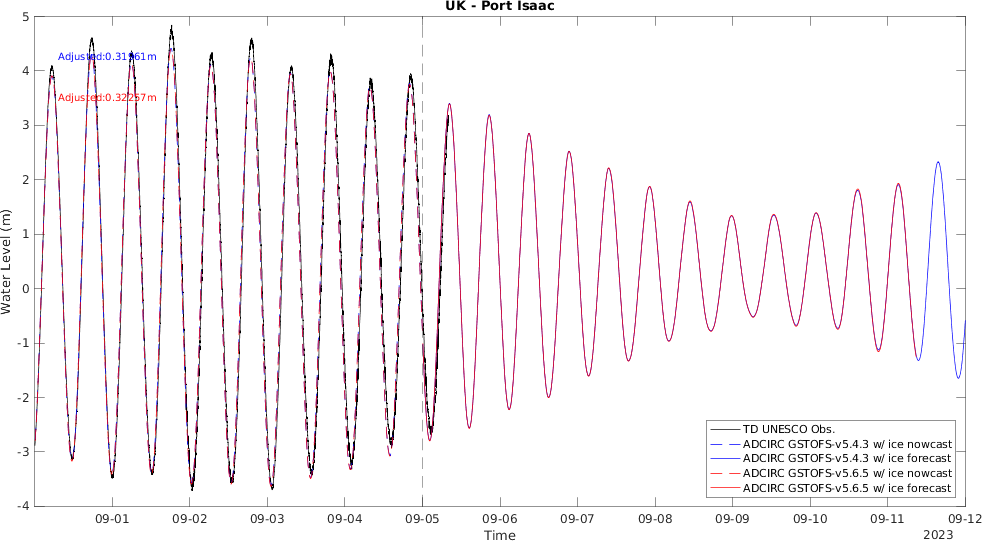 UK - Port Isaac
5
4
3
2
1
0
-1
-2
-3
-4
Water Level (m)
Adjusted:0.32257m
TD UNESCO Obs.
ADCIRC GSTOFS-v5.4.3 w/ ice nowcast
ADCIRC GSTOFS-v5.4.3 w/ ice forecast
ADCIRC GSTOFS-v5.6.5 w/ ice nowcast
ADCIRC GSTOFS-v5.6.5 w/ ice forecast
09-01 09-02 09-03 09-04 09-05 09-06 09-07 09-08 09-09 09-10 09-11 09-12
Time
2023